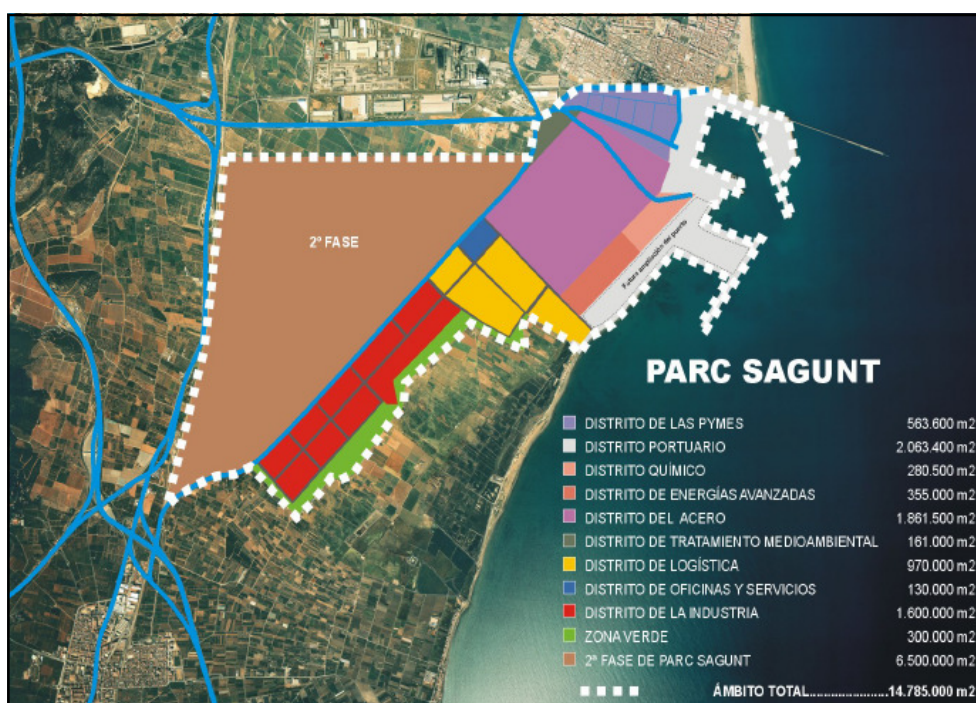 2ª FASE
Futura ampliación del puerto
PARC SAGUNT
DISTRITO DE LAS PYMES 563.600 m2
DISTRITO PORTUARIO 2.063.400 m2
DISTRITO QUÍMICO 280.500 m2
DISTRITO DE ENERGÍAS AVANZADAS 355.000 m2
DISTRITO DEL ACERO 1.861.500 m2
DISTRITO DE TRATAMIENTO MEDIOAMBIENTAL 161.000 m2
DISTRITO DE LOGÍSTICA 970.000 m2
DISTRITO DE OFICINAS Y SERVICIOS 130.000 m2
DISTRITO DE LA INDUSTRIA 1.600.000 m2
ZONA VERDE 300.000 m2
2ª FASE DE PARC SAGUNT 6.500.000 m2
ÁMBITO TOTAL........................14.785.000 m2